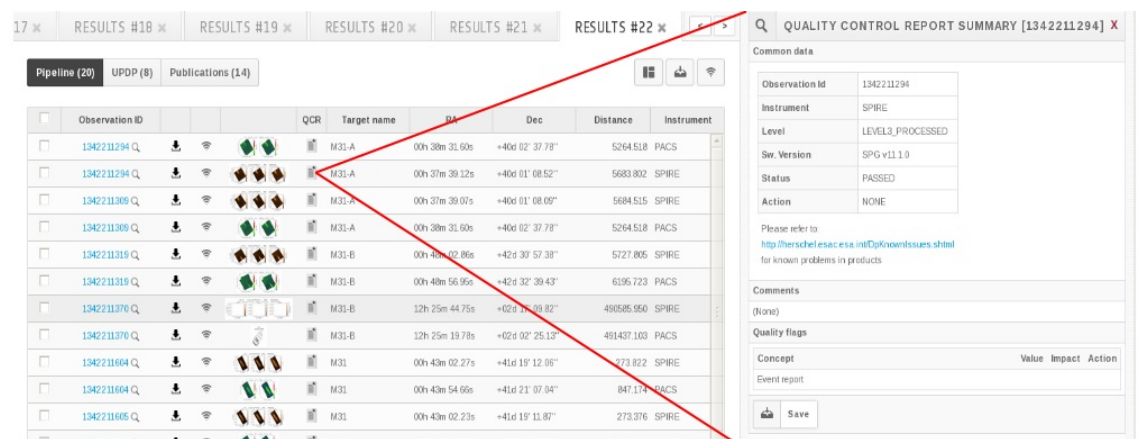 17 × RESULTS #18 × RESULTS #19 × RESULTS #20 × RESULTS #21 × RESULTS #22 × < >
Pipeline (20) UPDP (8) Publications (14)
Observation ID QCR Target name RA Dec Distance Instrument
1342211294 M31-A 00h 38m 31.60s +40d 02' 37.78" 5264.518 PACS
1342211294 M31-A 00h 37m 39.12s +40d 01' 08.52" 5683.802 SPIRE
1342211309 M31-A 00h 37m 39.07s +40d 01' 08.09" 5684.515 SPIRE
1342211309 M31-A 00h 38m 31.60s +40d 02' 37.78" 5264.518 PACS
1342211319 M31-B 00h 48m 02.86s +42d 30' 57.38" 5727.805 SPIRE
1342211319 M31-B 00h 48m 56.95s +42d 32' 39.43" 6195.723 PACS
1342211370 M31-B 12h 25m 44.75s +02d 09.82" 490585.950 SPIRE
1342211370 M31-B 12h 25m 19.78s +02d 02' 25.13" 491437.103 PACS
1342211604 M31 00h 43m 02.27s +41d 19' 12.06" 273.822 SPIRE
1342211604 M31 00h 43m 54.66s +41d 21' 07.04" 847.174 PACS
1342211605 M31 00h 43m 02.23s +41d 19' 11.87" 273.376 SPIRE
QUALITY CONTROL REPORT SUMMARY [1342211294] X
Common data
Observation Id 1342211294
Instrument SPIRE
Level LEVEL3_PROCESSED
Sw. Version SPG v11.1.0
Status PASSED
Action NONE
Please refer to
http://herschel.esac.esa.int/DpKnownIssues.shtml
for known problems in products
Comments
(None)
Quality flags
Concept Value Impact Action
Event report
Save